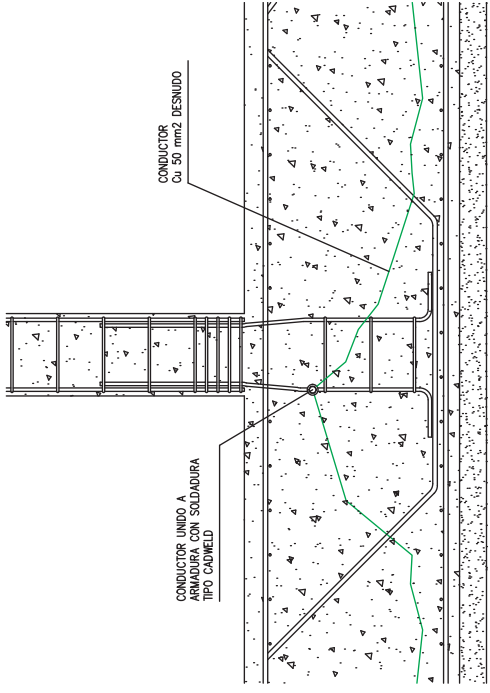 CONDUCTOR
Cu 50 mm2 DESNUDO
CONDUCTOR UNIDO A
ARMADURA CON SOLDADURA
TIPO CADWELD